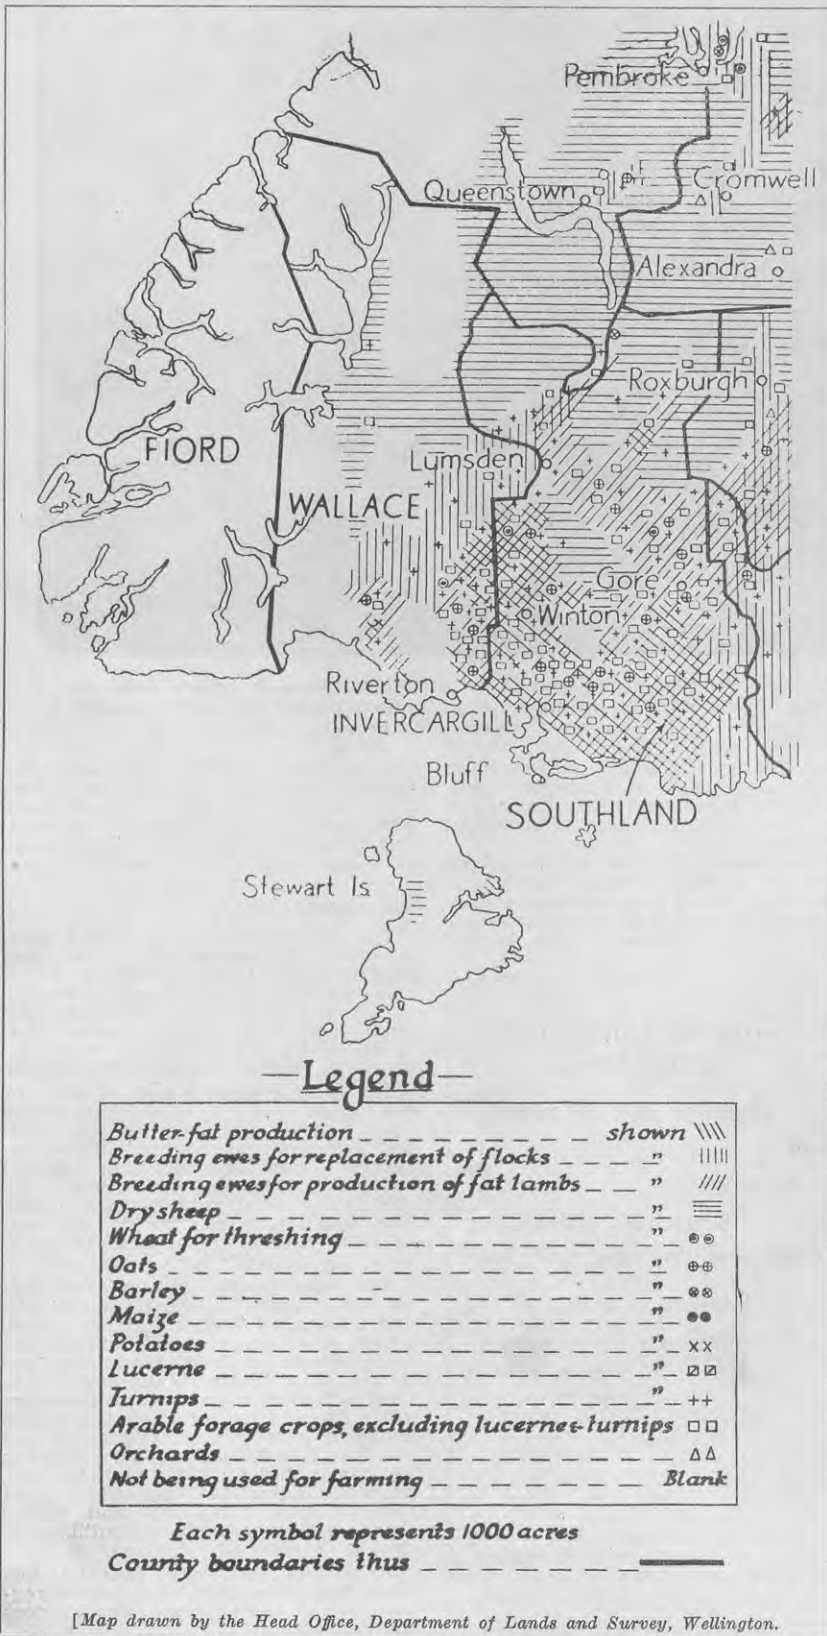 Pembroke
Queenstown
Cromwell
Alexandra
Roxburgh
FIORD
Lumsden
WALLACE
Gore
Winton
Riverton
INVERCARGILL
Bluff
SOUTHLAND
Stewart Is
—Legend—
Butter-fat production _ _ _ _ _ _ _ _ _ shown
Breeding ewes for replacement of flocks _ _ _ "
Breeding ewes for production of fat lambs _ _ "
Dry sheep _ _ _ _ _ _ _ _ _ _ _ _ _ _ "
Wheat for threshing _ _ _ _ _ _ _ _ _ _ " _
Oats _ _ _ _ _ _ _ _ _ _ _ _ _ _ _ _ " _
Barley _ _ _ _ _ _ _ _ _ _ _ _ _ _ _ " _
Maize _ _ _ _ _ _ _ _ _ _ _ _ _ _ _ " _
Potatoes _ _ _ _ _ _ _ _ _ _ _ _ _ _ " _ x x
Lucerne _ _ _ _ _ _ _ _ _ _ _ _ _ _ " _
Turnips _ _ _ _ _ _ _ _ _ _ _ _ _ _ " _ ++
Arable forage crops, excluding lucerne & turnips □ □
Orchards _ _ _ _ _ _ _ _ _ _ _ _ _ _ _ △ △
Not being used for farming _ _ _ _ _ _ _ Blank
Each symbol represents 1000 acres
County boundaries thus _ _ _ _ _ _
[Map drawn by the Head Office, Department of Lands and Survey, Wellington.